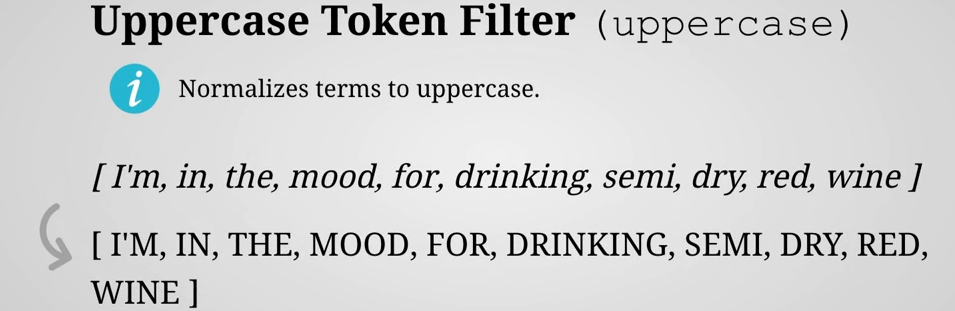 Uppercase Token Filter (uppercase)
i Normalizes terms to uppercase.
[ I'm, in, the, mood, for, drinking, semi, dry, red, wine ]
[ I'M, IN, THE, MOOD, FOR, DRINKING, SEMI, DRY, RED,
WINE ]